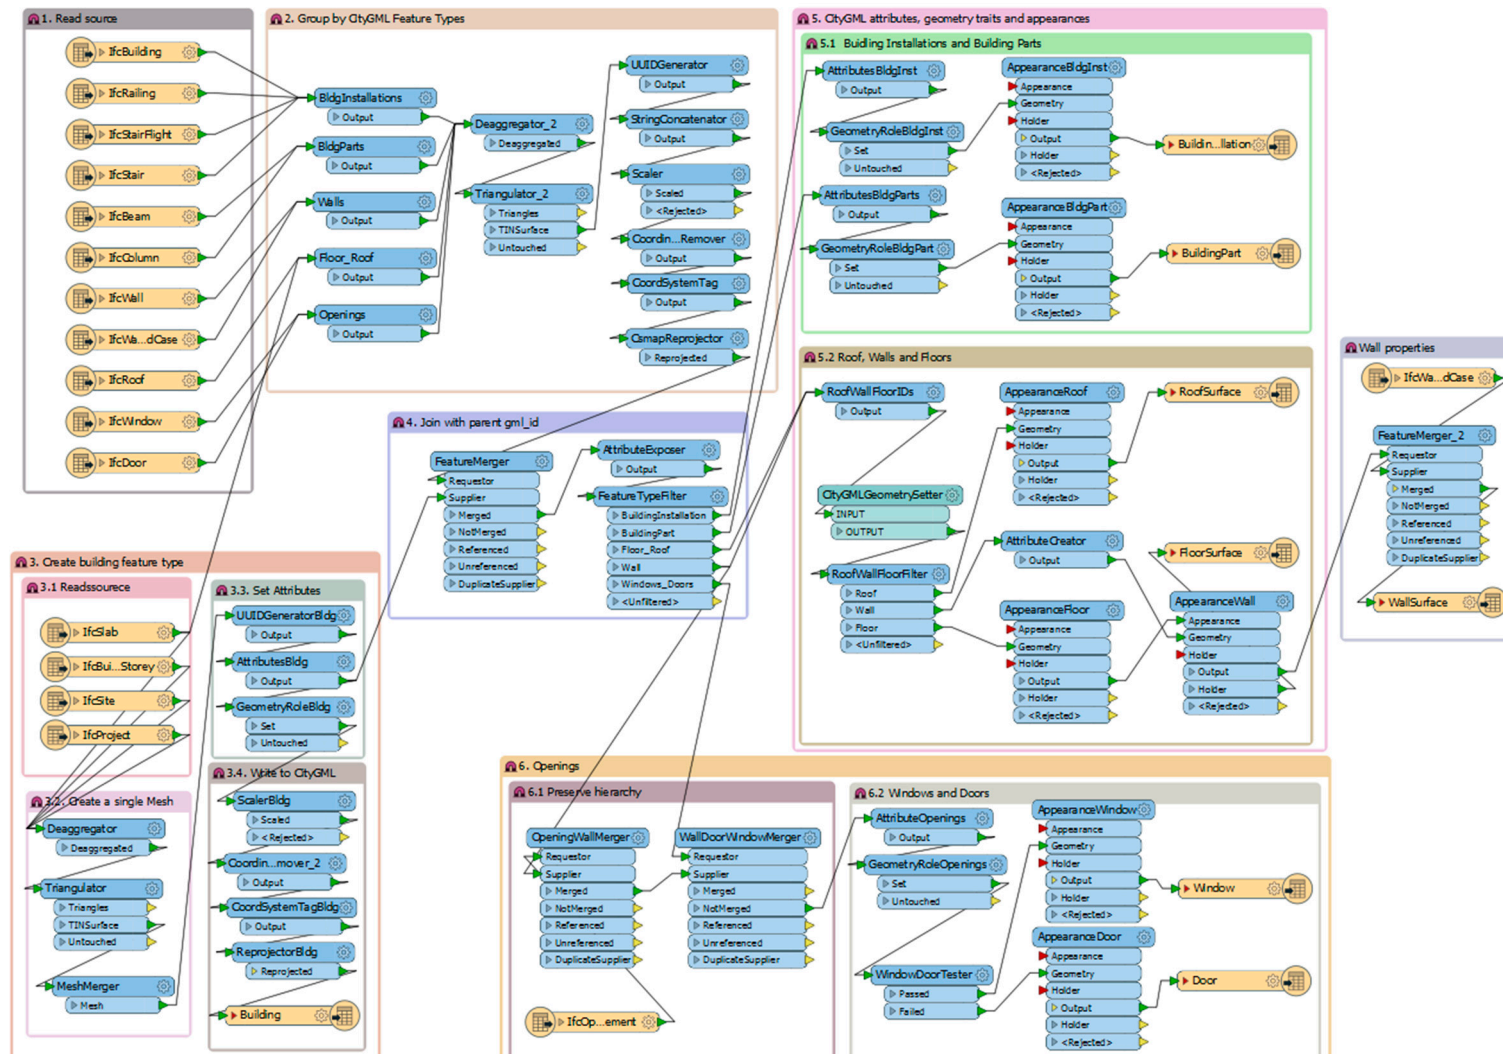 1. Read source
IfcBuilding
IfcRailing
IfcStairFlight
IfcStair
IfcBeam
IfcColumn
IfcWall
IfcWa...dCase
IfcRoof
IfcWindow
IfcDoor
2. Group by CityGML Feature Types
BldgInstallations
Output
BldgParts
Output
Walls
Output
Floor_Roof
Output
Openings
Output
Deaggregator_2
Deaggregated
Triangulator_2
Triangles
TINSurface
Untouched
UUIDGenerator
Output
StringConcatenator
Output
Scaler
Scaled
<Rejected>
Coordin...Remover
Output
CoordSystemTag
Output
CsmapReprojector
Reprojected
3. Create building feature type
3.1 Readssourece
IfcSlab
IfcBui...Storey
IfcSite
IfcProject
3.2. Create a single Mesh
Deaggregator
Deaggregated
Triangulator
Triangles
TINSurface
Untouched
MeshMerger
Mesh
3.3. Set Attributes
UUIDGeneratorBldg
Output
AttributesBldg
Output
GeometryRoleBldg
Set
Untouched
3.4. Write to CityGML
ScalerBldg
Scaled
<Rejected>
Coordin...mover_2
Output
CoordSystemTagBldg
Output
ReprojectorBldg
Reprojected
Building
4. Join with parent gml_id
FeatureMerger
Requestor
Supplier
Merged
NotMerged
Referenced
Unreferenced
DuplicateSupplier
AttributeExposer
Output
FeatureTypeFilter
BuildingInstallation
BuildingPart
Floor_Roof
Wall
Windows_Doors
<Unfiltered>
5. CityGML attributes, geometry traits and appearances
5.1 Buiding Installations and Building Parts
AttributesBldgInst
Output
GeometryRoleBldgInst
Set
Untouched
AttributesBldgParts
Output
GeometryRoleBldgPart
Set
Untouched
AppearanceBldgInst
Appearance
Geometry
Holder
Output
Holder
<Rejected>
Buildin...llation
AppearanceBldgPart
Appearance
Geometry
Holder
Output
Holder
<Rejected>
BuildingPart
5.2 Roof, Walls and Floors
RoofWallFloorIDs
Output
CityGMLGeometrySetter
INPUT
OUTPUT
RoofWallFloorFilter
Roof
Wall
Floor
<Unfiltered>
AppearanceRoof
Appearance
Geometry
Holder
Output
Holder
<Rejected>
RoofSurface
AttributeCreator
Output
AppearanceFloor
Appearance
Geometry
Holder
Output
Holder
<Rejected>
FloorSurface
AppearanceWall
Appearance
Geometry
Holder
Output
Holder
<Rejected>
Wall properties
IfcWa...dCase
FeatureMerger_2
Requestor
Supplier
Merged
NotMerged
Referenced
Unreferenced
DuplicateSupplier
WallSurface
6. Openings
6.1 Preserve hierarchy
OpeningWallMerger
Requestor
Supplier
Merged
NotMerged
Referenced
Unreferenced
DuplicateSupplier
IfcOp...ement
WallDoorWindowMerger
Requestor
Supplier
Merged
NotMerged
Referenced
Unreferenced
DuplicateSupplier
6.2 Windows and Doors
AttributeOpenings
Output
GeometryRoleOpenings
Set
Untouched
WindowDoorTester
Passed
Failed
AppearanceWindow
Appearance
Geometry
Holder
Output
Holder
<Rejected>
Window
AppearanceDoor
Appearance
Geometry
Holder
Output
Holder
<Rejected>
Door